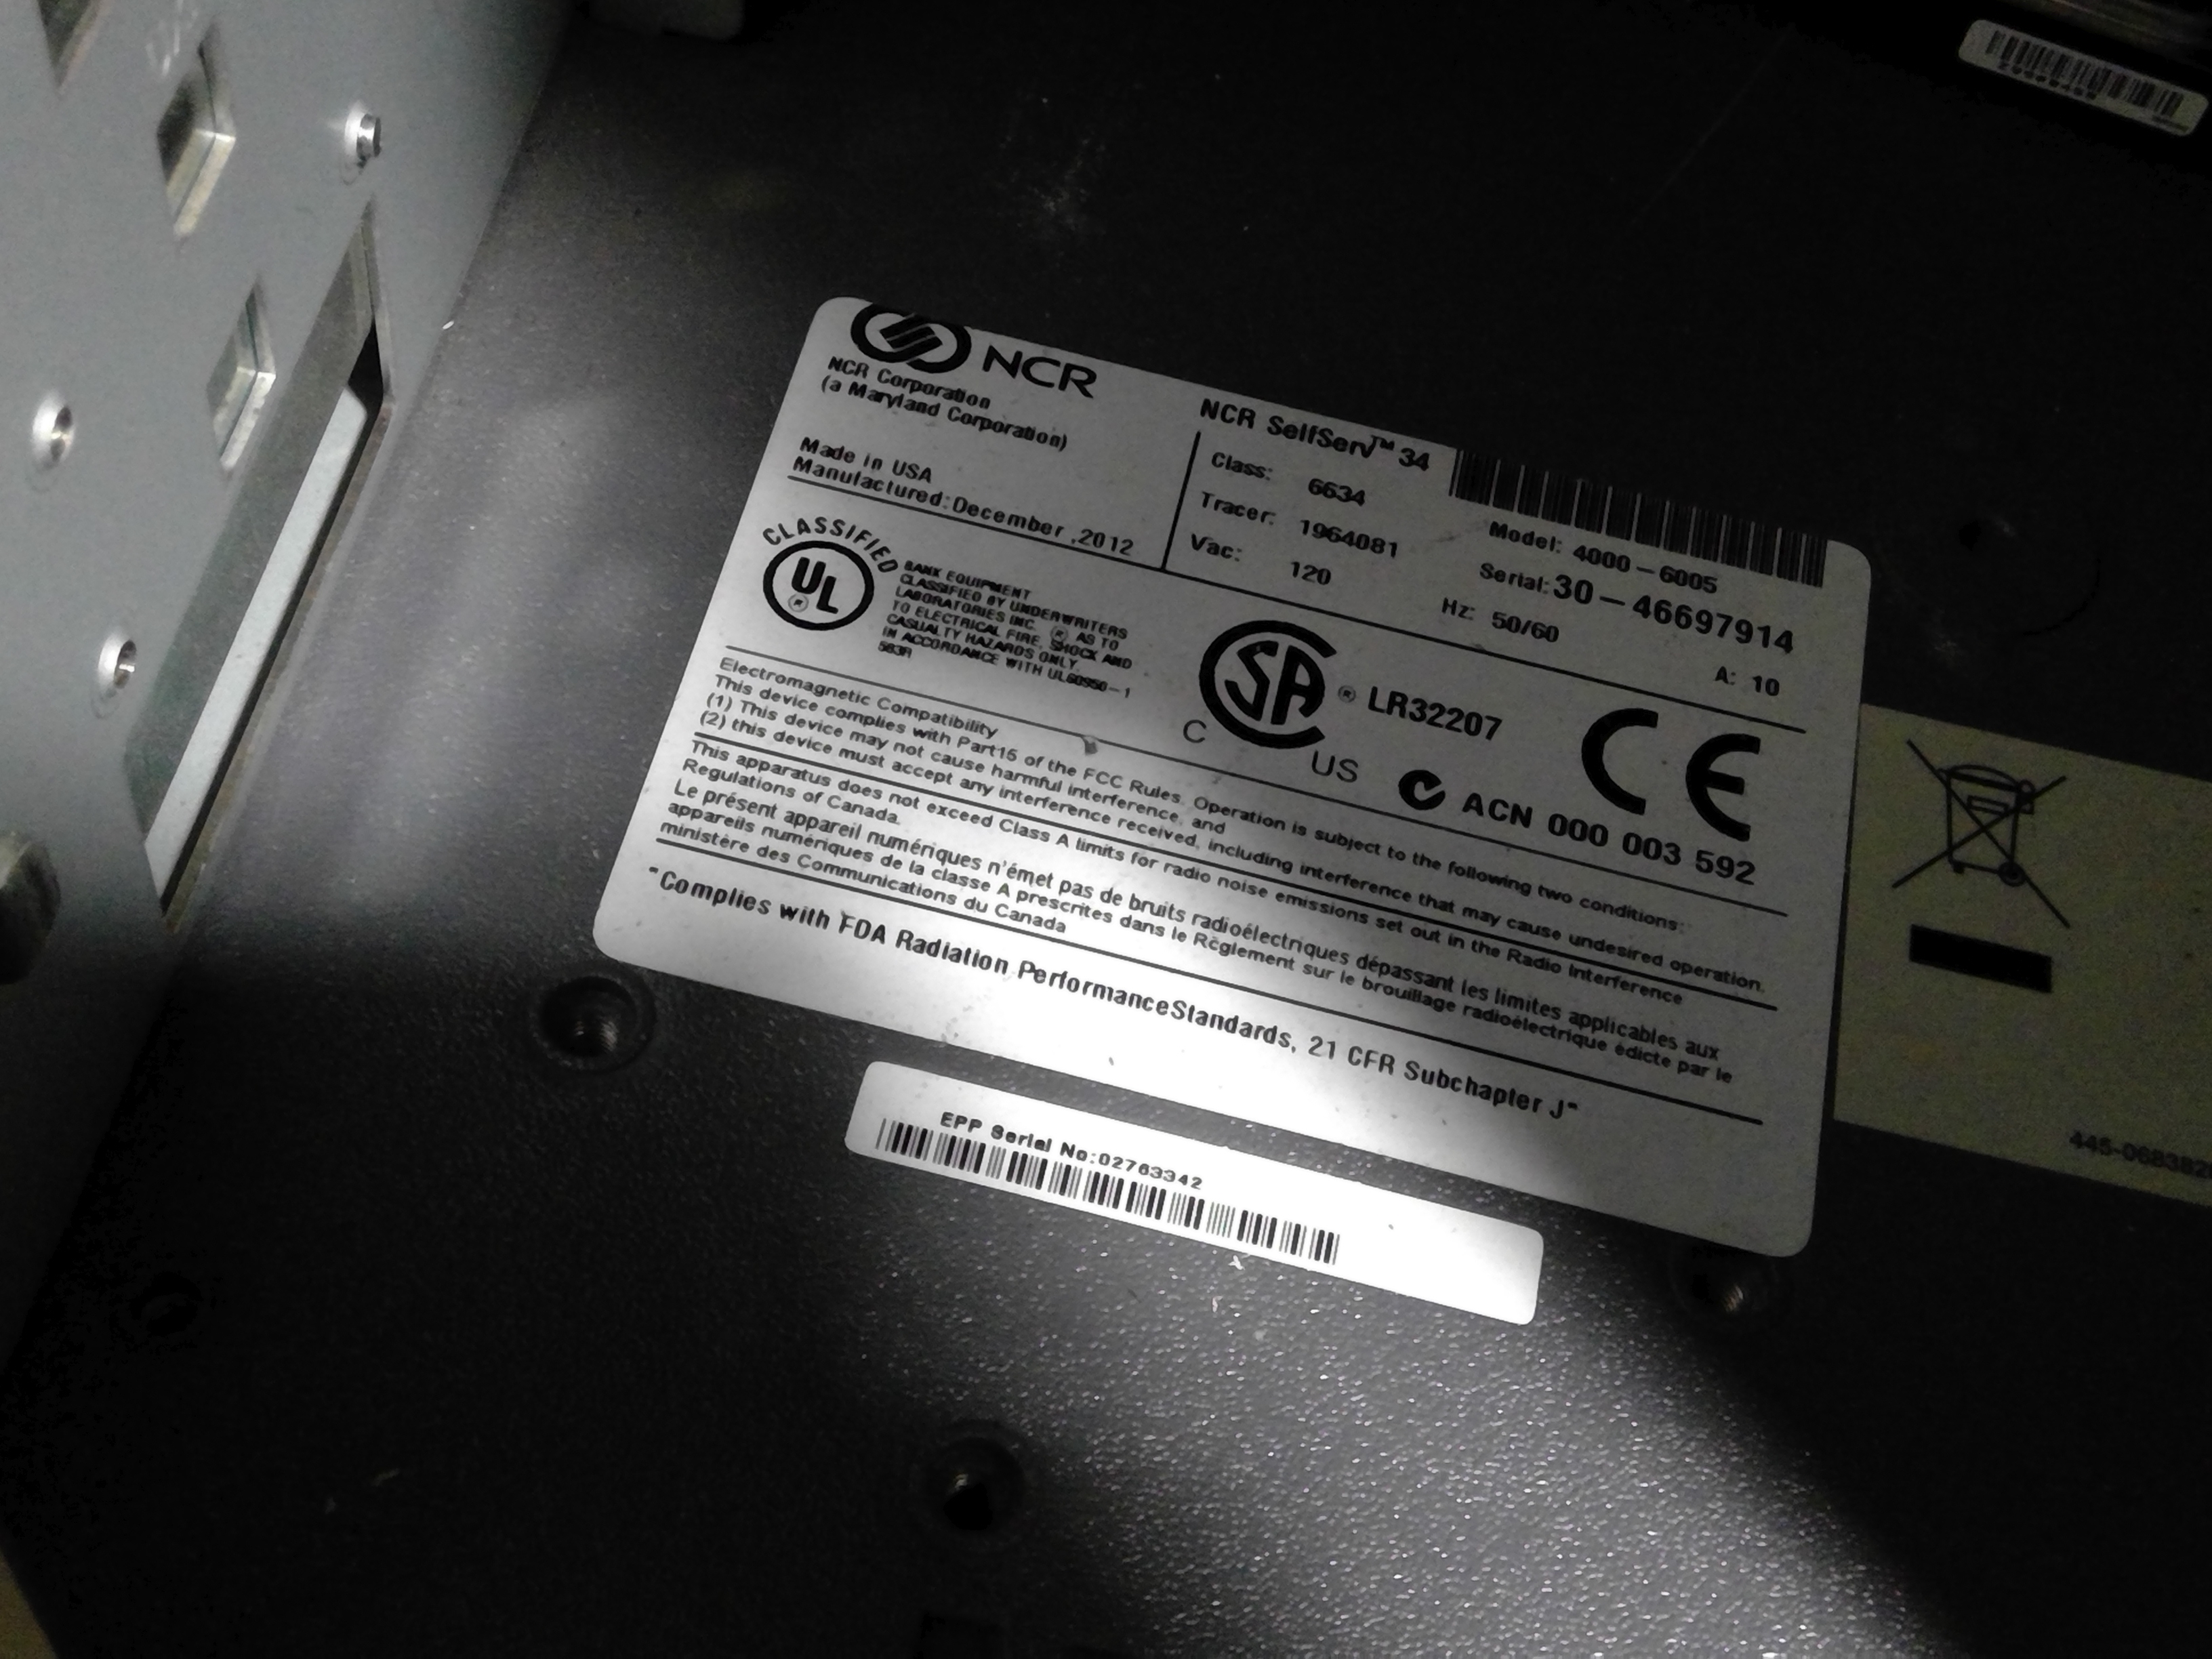 NCR
NCR Corporation
(a Maryland Corporation)
Made in USA
Manufactured: December ,2012
NCR SelfServ™ 34
Class: 6634
Tracer: 1964081
Vac: 120
Model: 4000-6005
Serial: 30-46697914
Hz: 50/60
A: 10
CLASSIFIED
UL ®
BANK EQUIPMENT
CLASSIFIED BY UNDERWRITERS
LABORATORIES INC. ® AS TO
TO ELECTRICAL FIRE, SHOCK AND
CASUALTY HAZARDS ONLY.
IN ACCORDANCE WITH UL60950-1
563R
C SA US ® LR32207
CE
ACN 000 003 592
Electromagnetic Compatibility
This device complies with Part15 of the FCC Rules. Operation is subject to the following two conditions:
(1) This device may not cause harmful interference, and
(2) this device must accept any interference received, including interference that may cause undesired operation.
This apparatus does not exceed Class A limits for radio noise emissions set out in the Radio Interference
Regulations of Canada.
Le présent appareil numériques n'émet pas de bruits radioélectriques dépassant les limites applicables aux
appareils numériques de la classe A prescrites dans le Règlement sur le brouillage radioélectrique édicte par le
ministère des Communications du Canada
"Complies with FDA Radiation PerformanceStandards, 21 CFR Subchapter J"
EPP Serial No:02763342